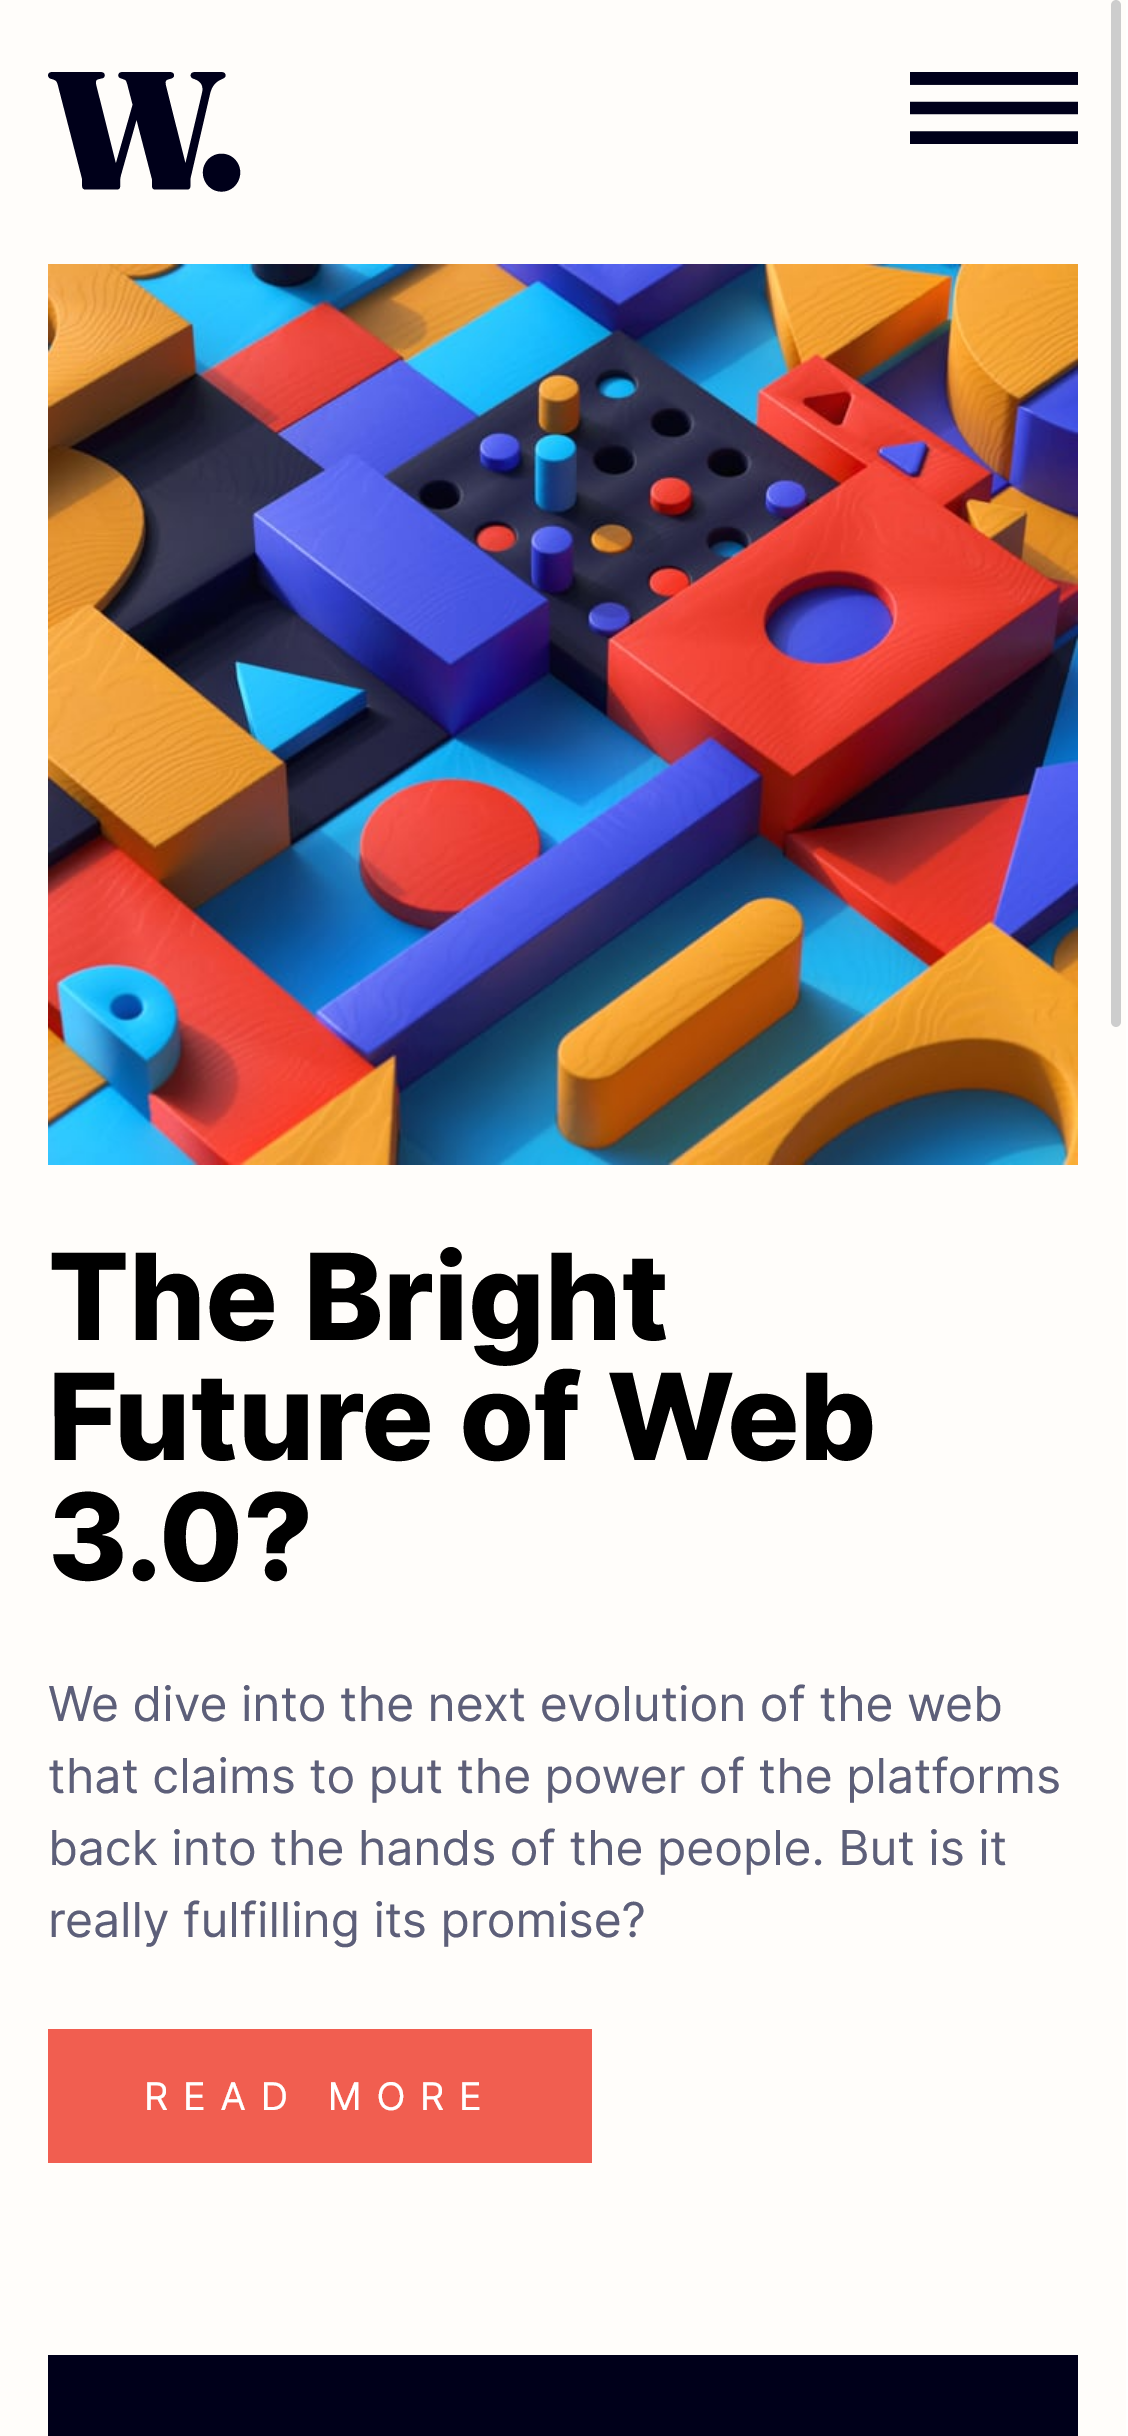 W.
The Bright
Future of Web
3.0?
We dive into the next evolution of the web
that claims to put the power of the platforms
back into the hands of the people. But is it
really fulfilling its promise?
READ MORE